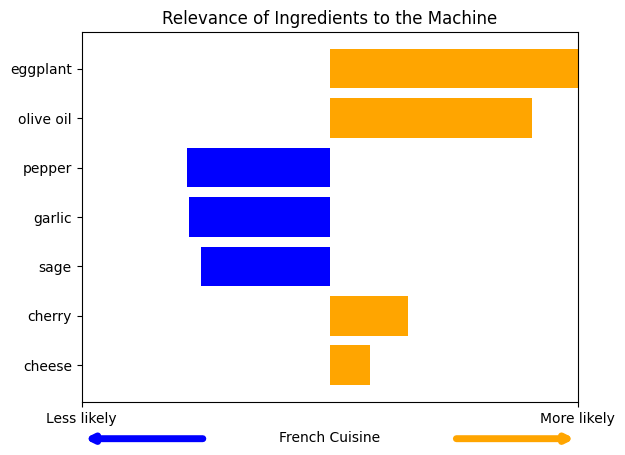 Relevance of Ingredients to the Machine
eggplant
olive oil
pepper
garlic
sage
cherry
cheese
Less likely More likely
French Cuisine